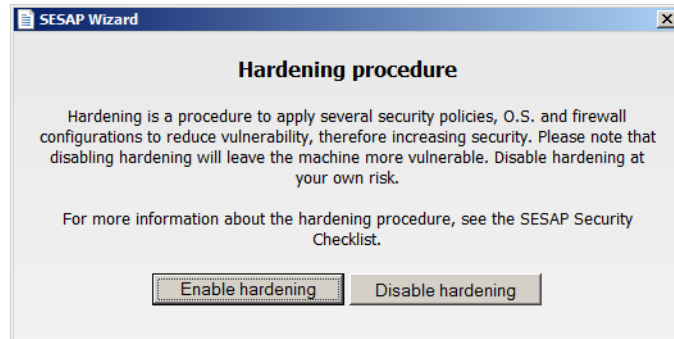 SESAP Wizard
Hardening procedure
Hardening is a procedure to apply several security policies, O.S. and firewall
configurations to reduce vulnerability, therefore increasing security. Please note that
disabling hardening will leave the machine more vulnerable. Disable hardening at
your own risk.
For more information about the hardening procedure, see the SESAP Security
Checklist.
Enable hardening Disable hardening